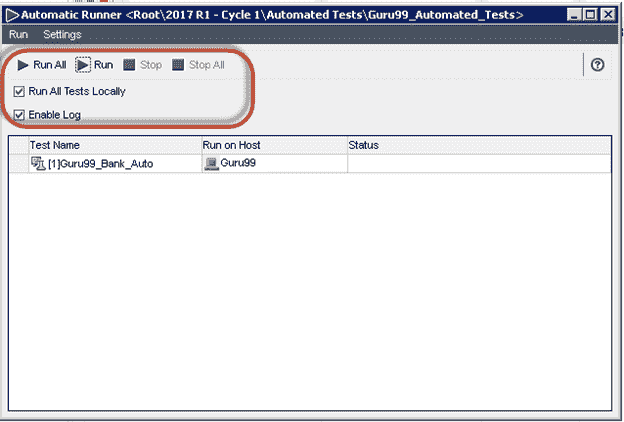 Automatic Runner <Root\2017 R1 - Cycle 1\Automated Tests\Guru99_Automated_Tests>
Run Settings
Run All Run Stop Stop All
Run All Tests Locally
Enable Log
Test Name Run on Host Status
[1]Guru99_Bank_Auto Guru99